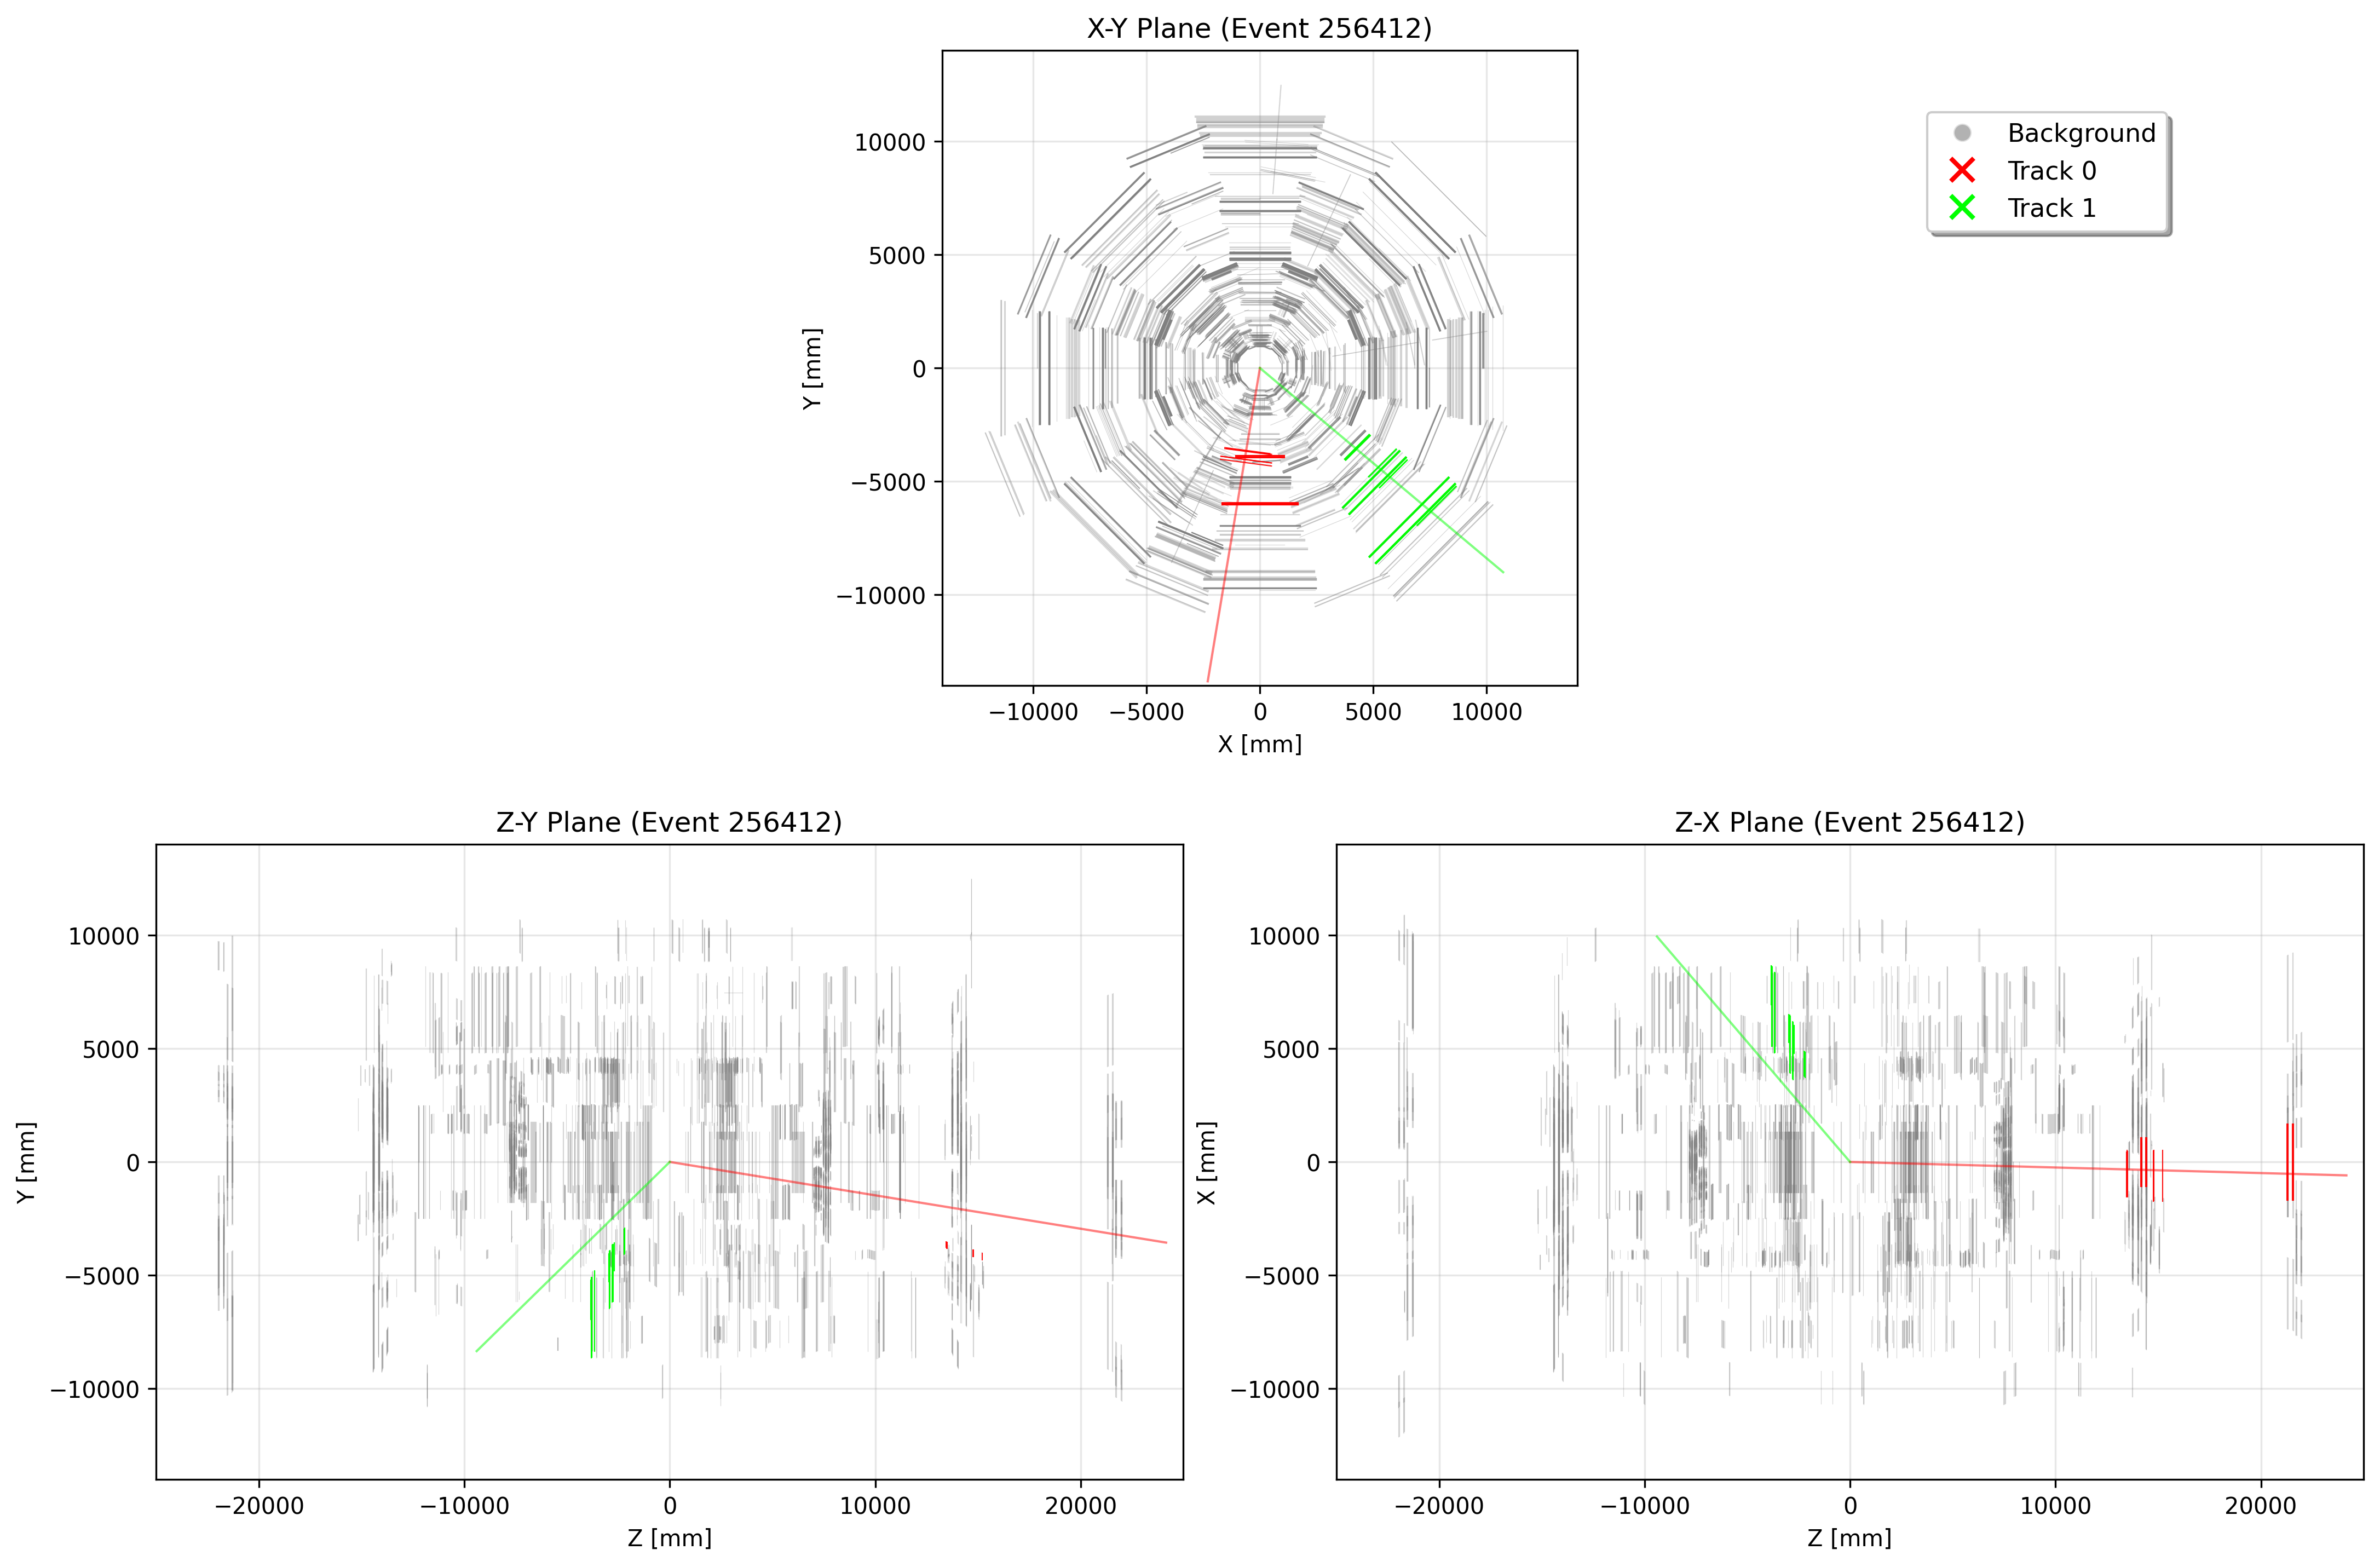 X-Y Plane (Event 256412)
Y [mm]
10000
5000
0
−5000
−10000
−10000 −5000 0 5000 10000
X [mm]
Background
Track 0
Track 1
Z-Y Plane (Event 256412)
Y [mm]
10000
5000
0
−5000
−10000
−20000 −10000 0 10000 20000
Z [mm]
Z-X Plane (Event 256412)
X [mm]
10000
5000
0
−5000
−10000
−20000 −10000 0 10000 20000
Z [mm]